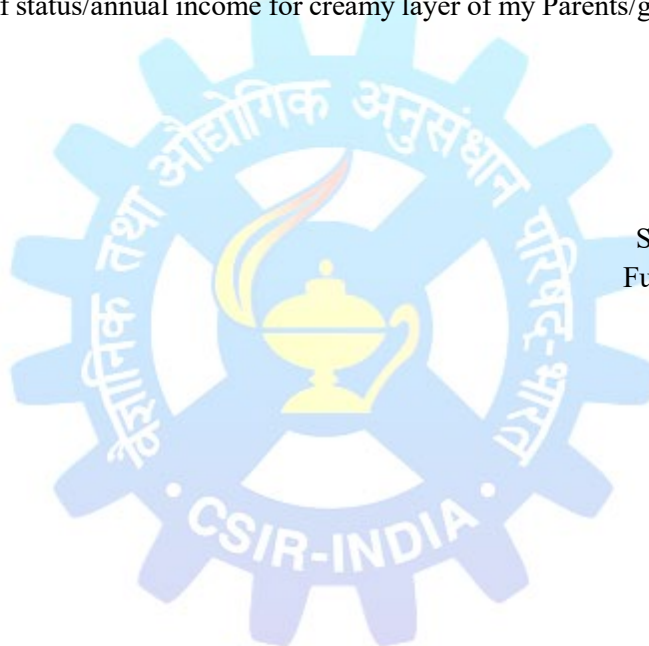 f status/annual income for creamy layer of my Parents/g
वैज्ञानिक तथा औद्योगिक अनुसंधान परिषद्-भारत
S
Fu
• CSIR-INDIA •